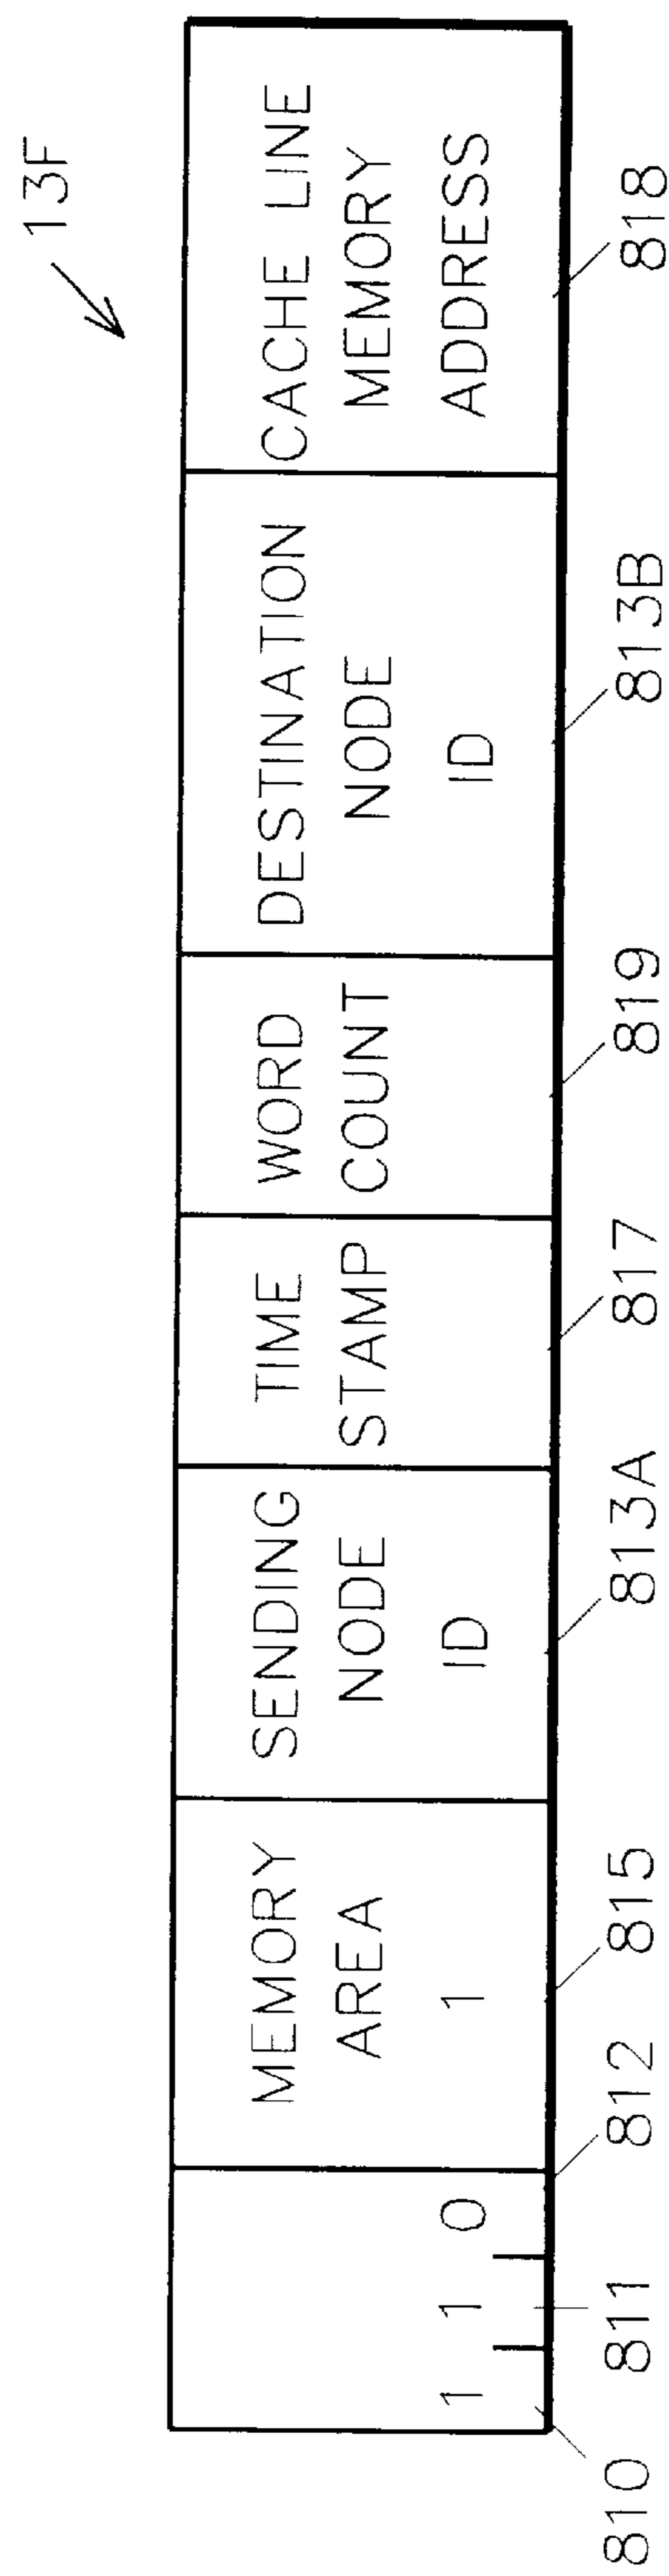 13F
1 1 0
MEMORY
AREA
1
SENDING
NODE
ID
TIME
STAMP
WORD
COUNT
DESTINATION
NODE
ID
CACHE LINE
MEMORY
ADDRESS
810
811
812
815
813A
817
819
813B
818